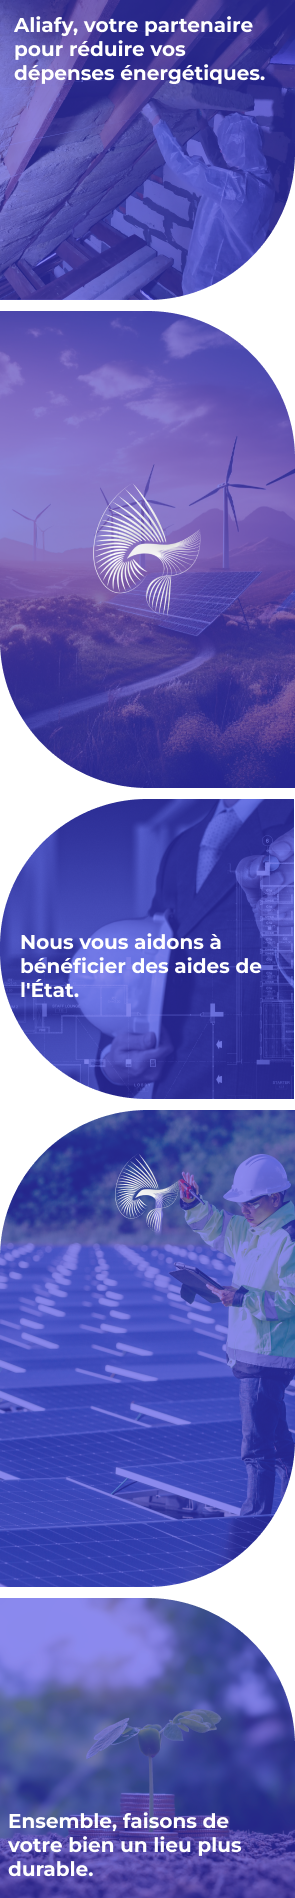 Aliafy, votre partenaire
pour réduire vos
dépenses énergétiques.
Nous vous aidons à
bénéficier des aides de
l'État.
Ensemble, faisons de
votre bien un lieu plus
durable.